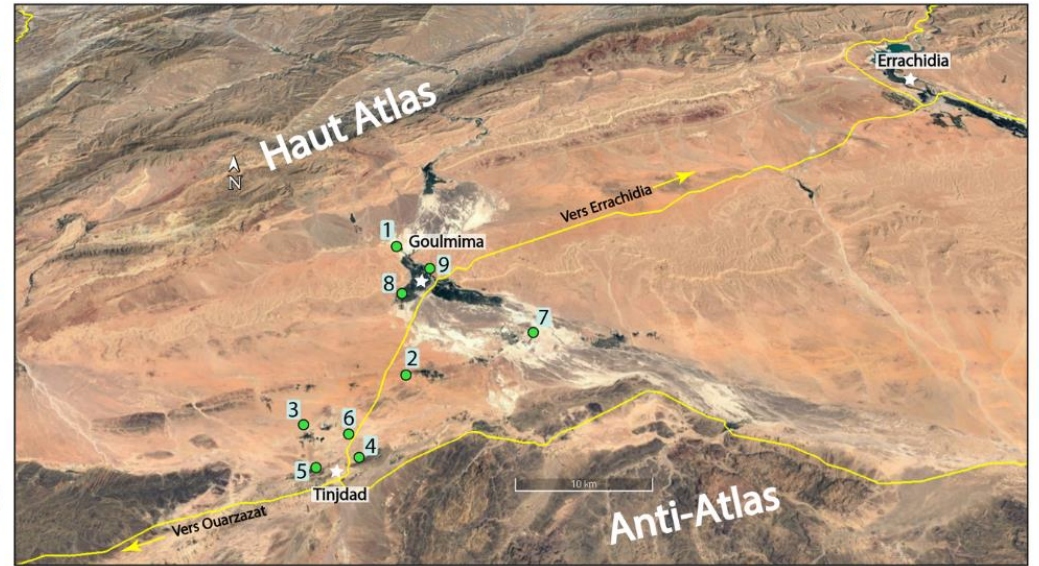 Errachidia
Haut Atlas
N
Vers Errachidia
1
Goulmima
9
8
7
2
3
6
4
5
Tinjdad
10 km
Vers Ouarzazat
Anti-Atlas